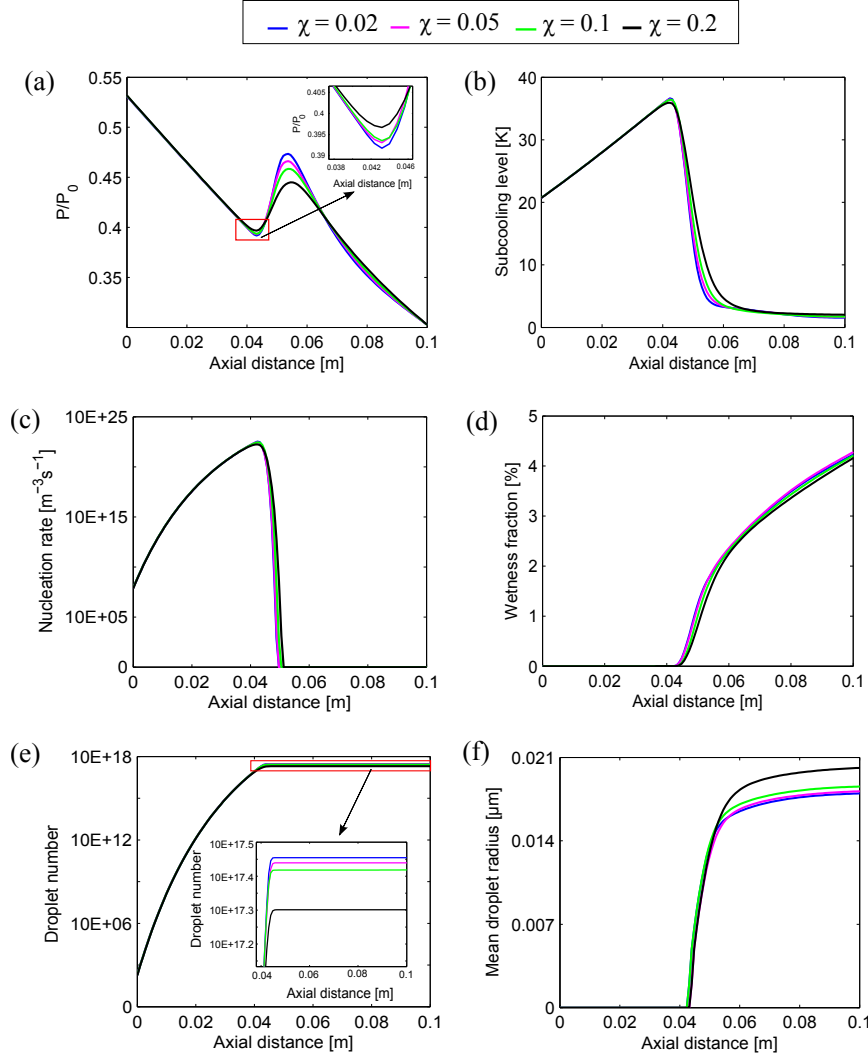 χ = 0.02 χ = 0.05 χ = 0.1 χ = 0.2
(a)
0.55
0.5
0.45
0.4
0.35
P/P0
0 0.02 0.04 0.06 0.08 0.1
Axial distance [m]
0.405
0.4
0.395
0.39
P/P0
0.038 0.043 0.046
Axial distance [m]
(b)
40
30
20
10
0
Subcooling level [K]
0 0.02 0.04 0.06 0.08 0.1
Axial distance [m]
(c)
10E+25
10E+15
10E+05
0
Nucleation rate [m−3s−1]
0 0.02 0.04 0.06 0.08 0.1
Axial distance [m]
(d)
5
4
3
2
1
0
Wetness fraction [%]
0 0.02 0.04 0.06 0.08 0.1
Axial distance [m]
(e)
10E+18
10E+12
10E+06
0
Droplet number
0 0.02 0.04 0.06 0.08 0.1
Axial distance [m]
10E+17.5
10E+17.4
10E+17.3
10E+17.2
Droplet number
0.04 0.06 0.08 0.1
Axial distance [m]
(f)
0.021
0.014
0.007
0
Mean droplet radius [µm]
0 0.02 0.04 0.06 0.08 0.1
Axial distance [m]